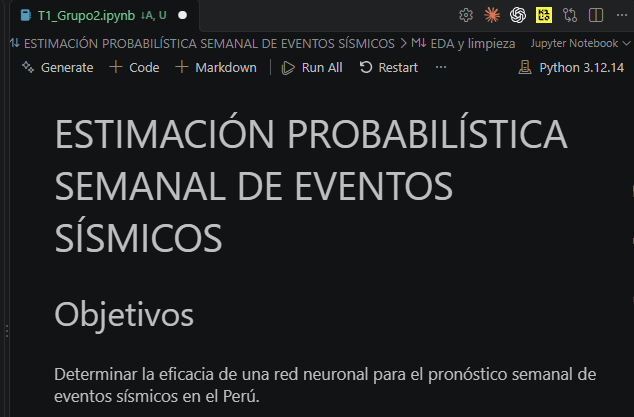 T1_Grupo2.ipynb ↓A, U
ESTIMACIÓN PROBABILÍSTICA SEMANAL DE EVENTOS SÍSMICOS > M↓ EDA y limpieza Jupyter Notebook
Generate + Code + Markdown Run All Restart ... Python 3.12.14
ESTIMACIÓN PROBABILÍSTICA
SEMANAL DE EVENTOS
SÍSMICOS
Objetivos
Determinar la eficacia de una red neuronal para el pronóstico semanal de
eventos sísmicos en el Perú.